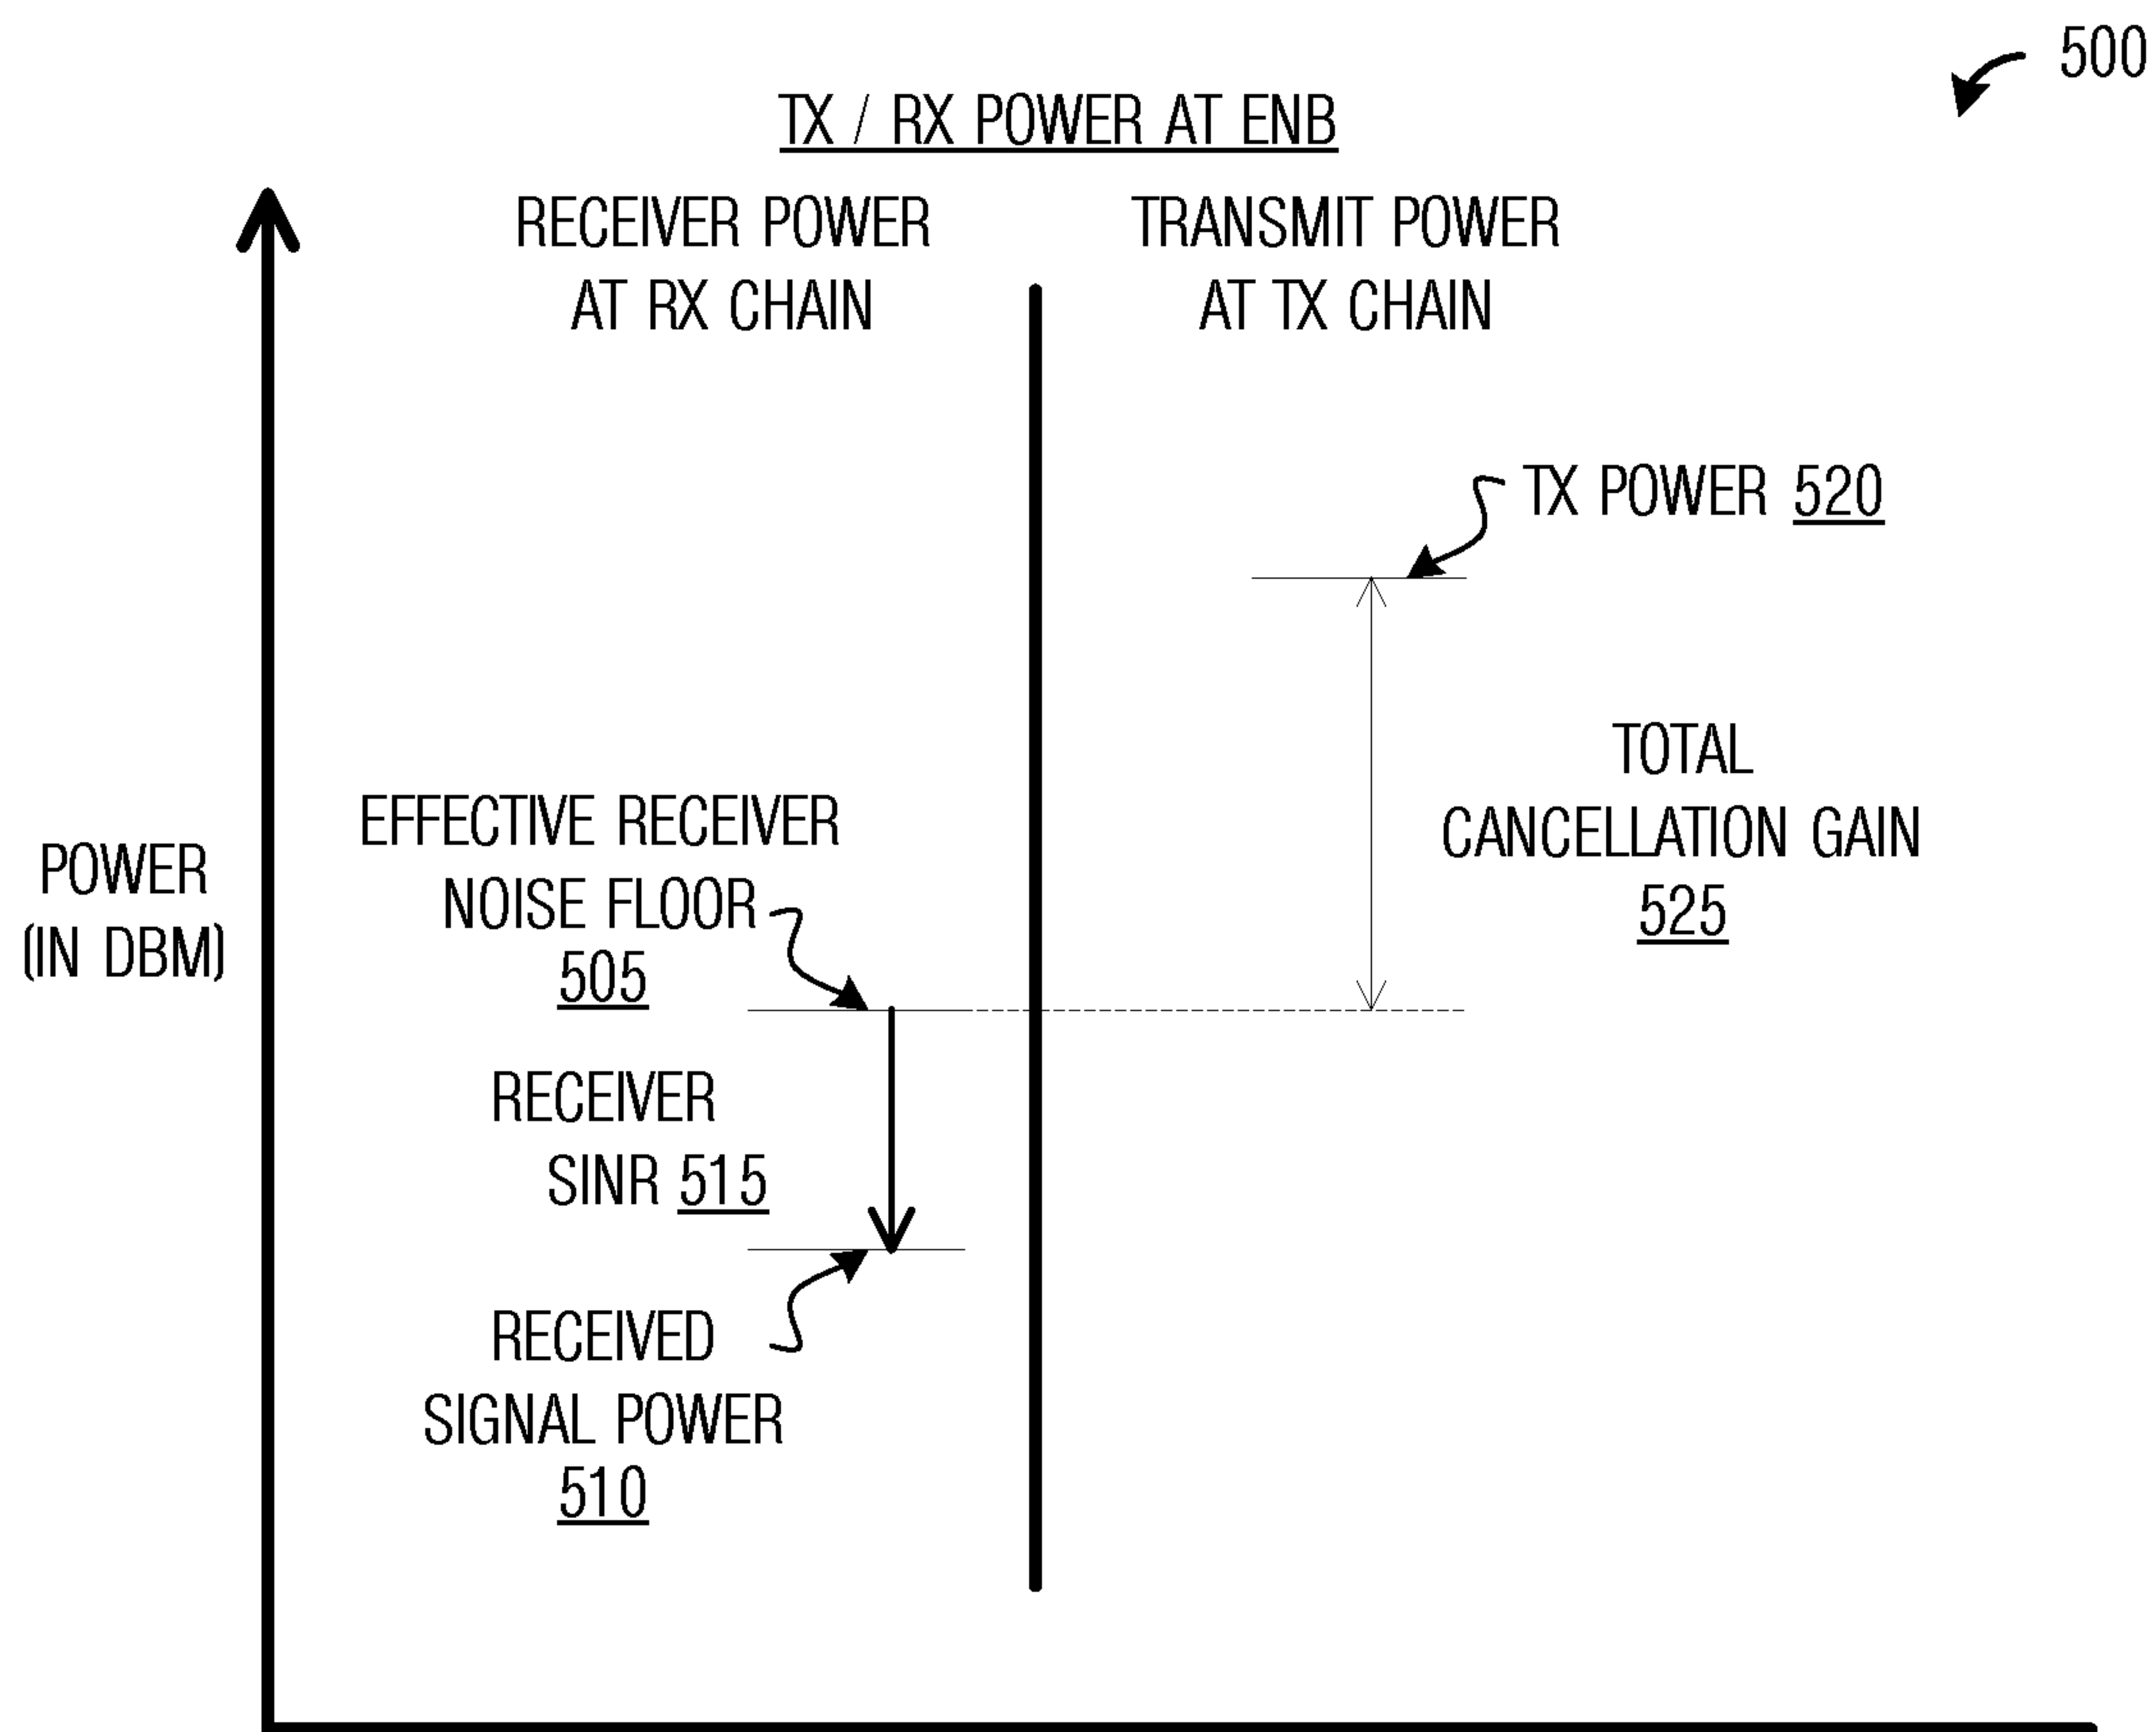 500
TX / RX POWER AT ENB
RECEIVER POWER
AT RX CHAIN
TRANSMIT POWER
AT TX CHAIN
TX POWER 520
TOTAL
CANCELLATION GAIN
525
POWER
(IN DBM)
EFFECTIVE RECEIVER
NOISE FLOOR
505
RECEIVER
SINR 515
RECEIVED
SIGNAL POWER
510